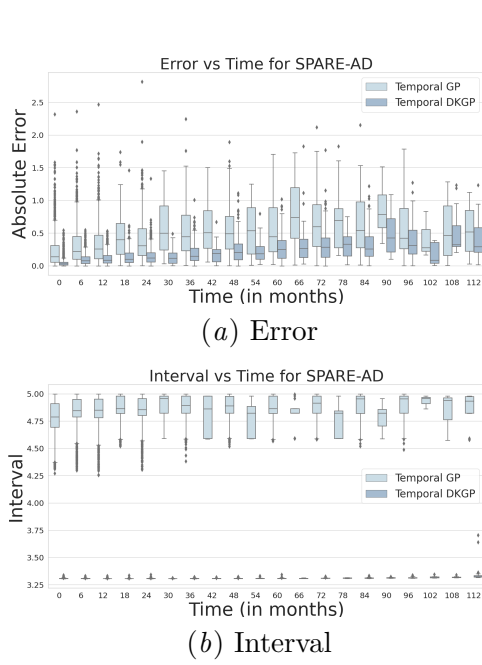 Error vs Time for SPARE-AD
Temporal GP
Temporal DKGP
Absolute Error
2.5
2.0
1.5
1.0
0.5
0.0
0 6 12 18 24 30 36 42 48 54 60 66 72 78 84 90 96 102 108 112
Time (in months)
(a) Error
Interval vs Time for SPARE-AD
Interval
5.00
4.75
4.50
4.25
4.00
3.75
3.50
3.25
Temporal GP
Temporal DKGP
0 6 12 18 24 30 36 42 48 54 60 66 72 78 84 90 96 102 108 112
Time (in months)
(b) Interval